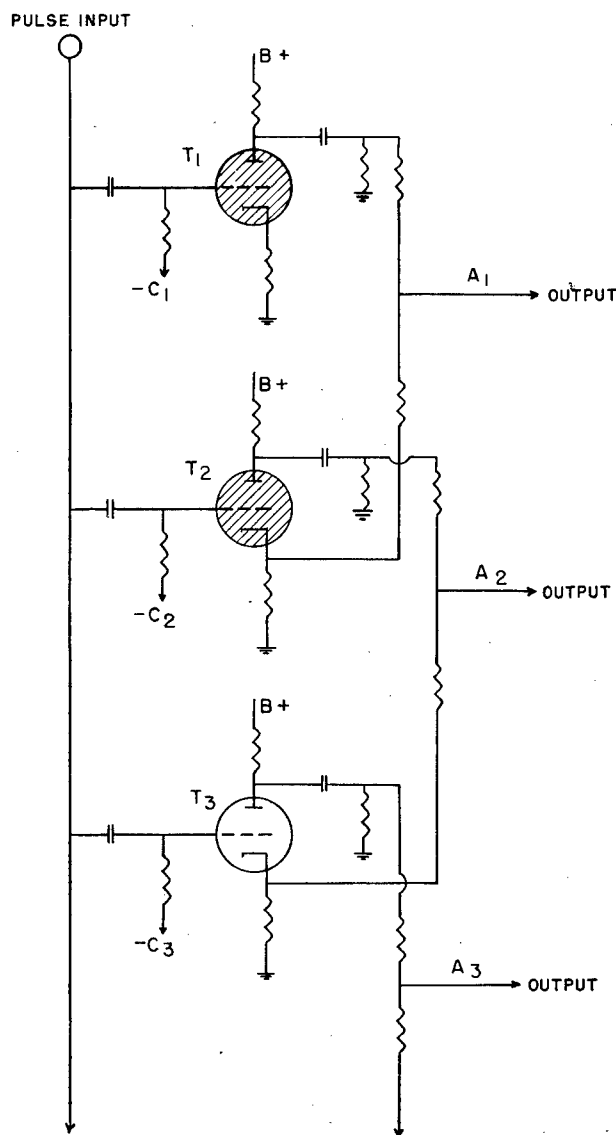 PULSE INPUT
B+
T1
-C1
A1
OUTPUT
B+
T2
-C2
A2
OUTPUT
B+
T3
-C3
A3
OUTPUT